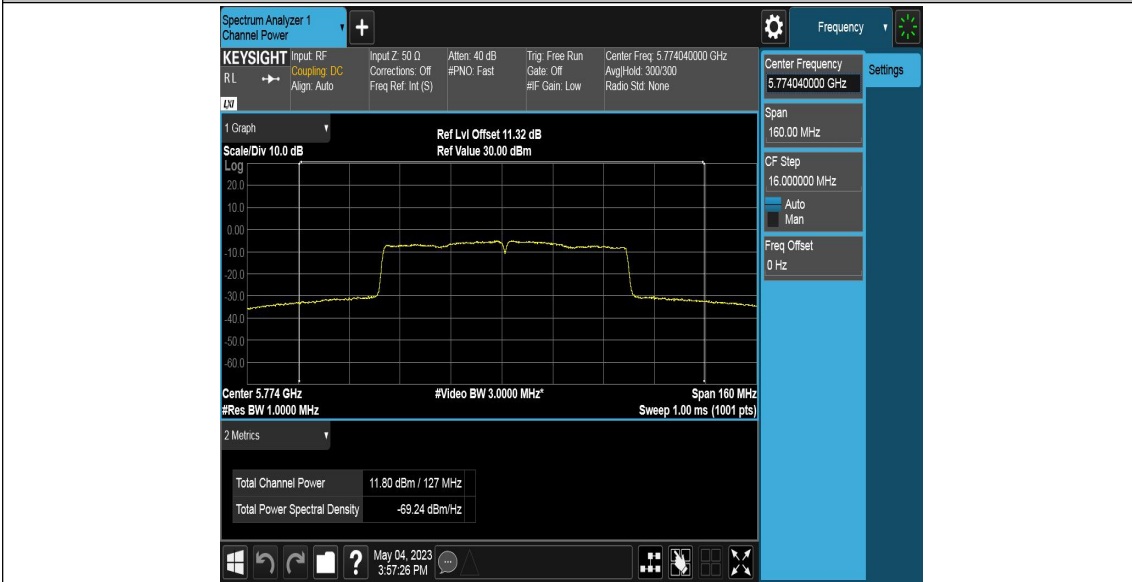 Spectrum Analyzer 1
Channel Power
Frequency
KEYSIGHT
R L
LXI
Input: RF
Coupling: DC
Align: Auto
Input Z: 50 Ω
Corrections: Off
Freq Ref: Int (S)
Atten: 40 dB
#PNO: Fast
Trig: Free Run
Gate: Off
#IF Gain: Low
Center Freq: 5.774040000 GHz
Avg|Hold: 300/300
Radio Std: None
Center Frequency
5.774040000 GHz
Settings
Span
160.00 MHz
CF Step
16.000000 MHz
Auto
Man
Freq Offset
0 Hz
1 Graph
Scale/Div 10.0 dB
Ref Lvl Offset 11.32 dB
Ref Value 30.00 dBm
Log
20.0
10.0
0.00
-10.0
-20.0
-30.0
-40.0
-50.0
-60.0
Center 5.774 GHz
#Video BW 3.0000 MHz*
Span 160 MHz
#Res BW 1.0000 MHz
Sweep 1.00 ms (1001 pts)
2 Metrics
Total Channel Power 11.80 dBm / 127 MHz
Total Power Spectral Density -69.24 dBm/Hz
?
May 04, 2023
3:57:26 PM